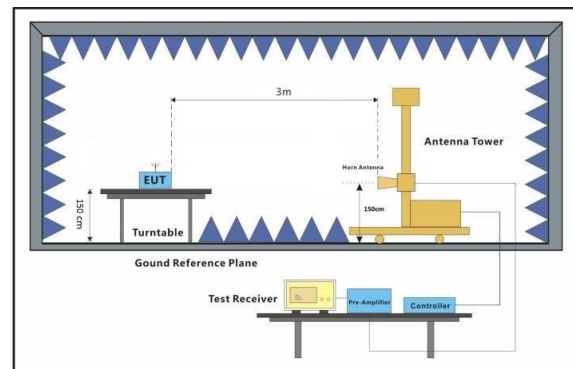 3m
Antenna Tower
Horn Antenna
EUT
150 cm
150cm
Turntable
Gound Reference Plane
Test Receiver
Pre-Amplifier
Controller